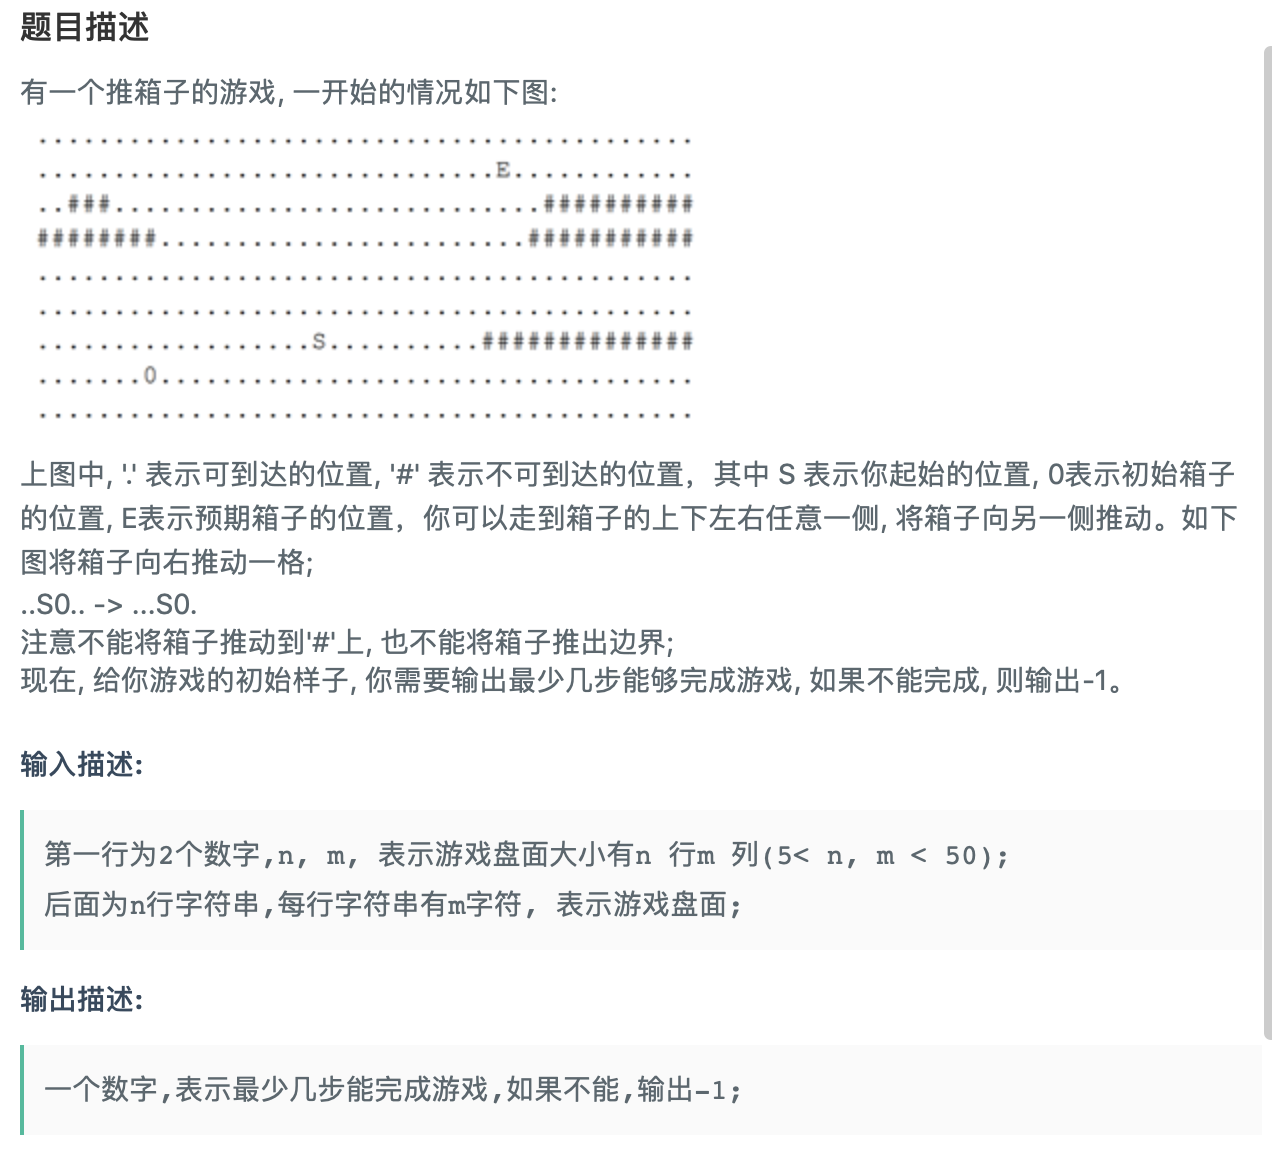 题目描述
有一个推箱子的游戏, 一开始的情况如下图:
...........................................
..............................E............
..###............................##########
########........................###########
...........................................
...........................................
..................S..........##############
.......0...................................
...........................................
上图中, '.' 表示可到达的位置, '#' 表示不可到达的位置，其中 S 表示你起始的位置, 0表示初始箱子
的位置, E表示预期箱子的位置，你可以走到箱子的上下左右任意一侧, 将箱子向另一侧推动。如下
图将箱子向右推动一格;
..S0.. -> ...S0.
注意不能将箱子推动到'#'上, 也不能将箱子推出边界;
现在, 给你游戏的初始样子, 你需要输出最少几步能够完成游戏, 如果不能完成, 则输出-1。
输入描述:
第一行为2个数字,n, m, 表示游戏盘面大小有n 行m 列(5< n, m < 50);
后面为n行字符串,每行字符串有m字符, 表示游戏盘面;
输出描述:
一个数字,表示最少几步能完成游戏,如果不能,输出-1;